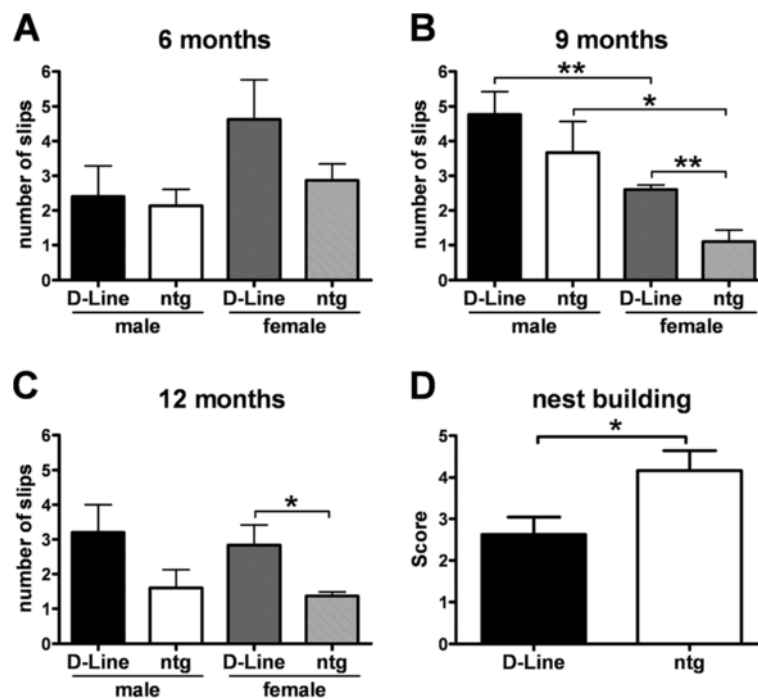 A
6 months
number of slips
6
5
4
3
2
1
0
D-Line ntg D-Line ntg
male female
B
9 months
number of slips
6
5
4
3
2
1
0
** 
*
**
D-Line ntg D-Line ntg
male female
C
12 months
number of slips
6
5
4
3
2
1
0
*
D-Line ntg D-Line ntg
male female
D
nest building
Score
5
4
3
2
1
0
*
D-Line ntg